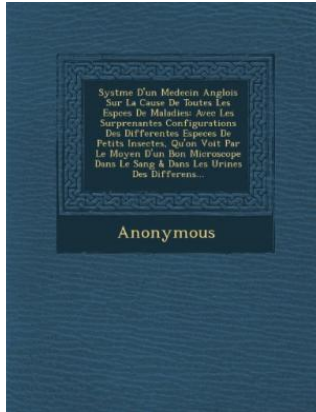 Systme D'un Medecin Anglois
Sur La Cause De Toutes Les
Espces De Maladies: Avec Les
Surprenantes Configurations
Des Differentes Especes De
Petits Insectes, Qu'on Voit Par
Le Moyen D'un Bon Microscope
Dans Le Sang & Dans Les Urines
Des Differens...
Anonymous